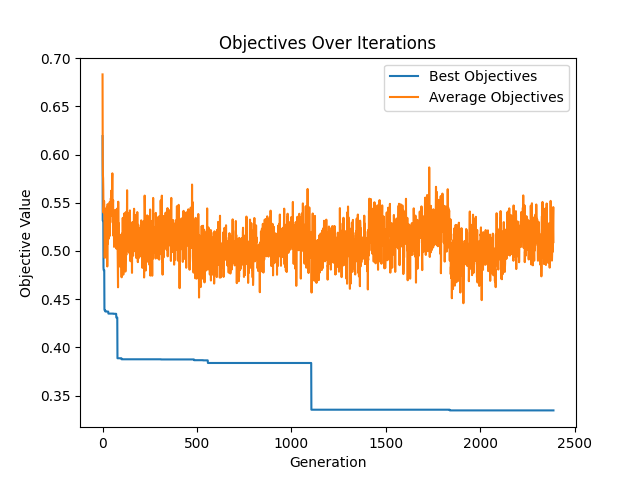 Objectives Over Iterations
Best Objectives
Average Objectives
Objective Value
0.70
0.65
0.60
0.55
0.50
0.45
0.40
0.35
0
500
1000
1500
2000
2500
Generation